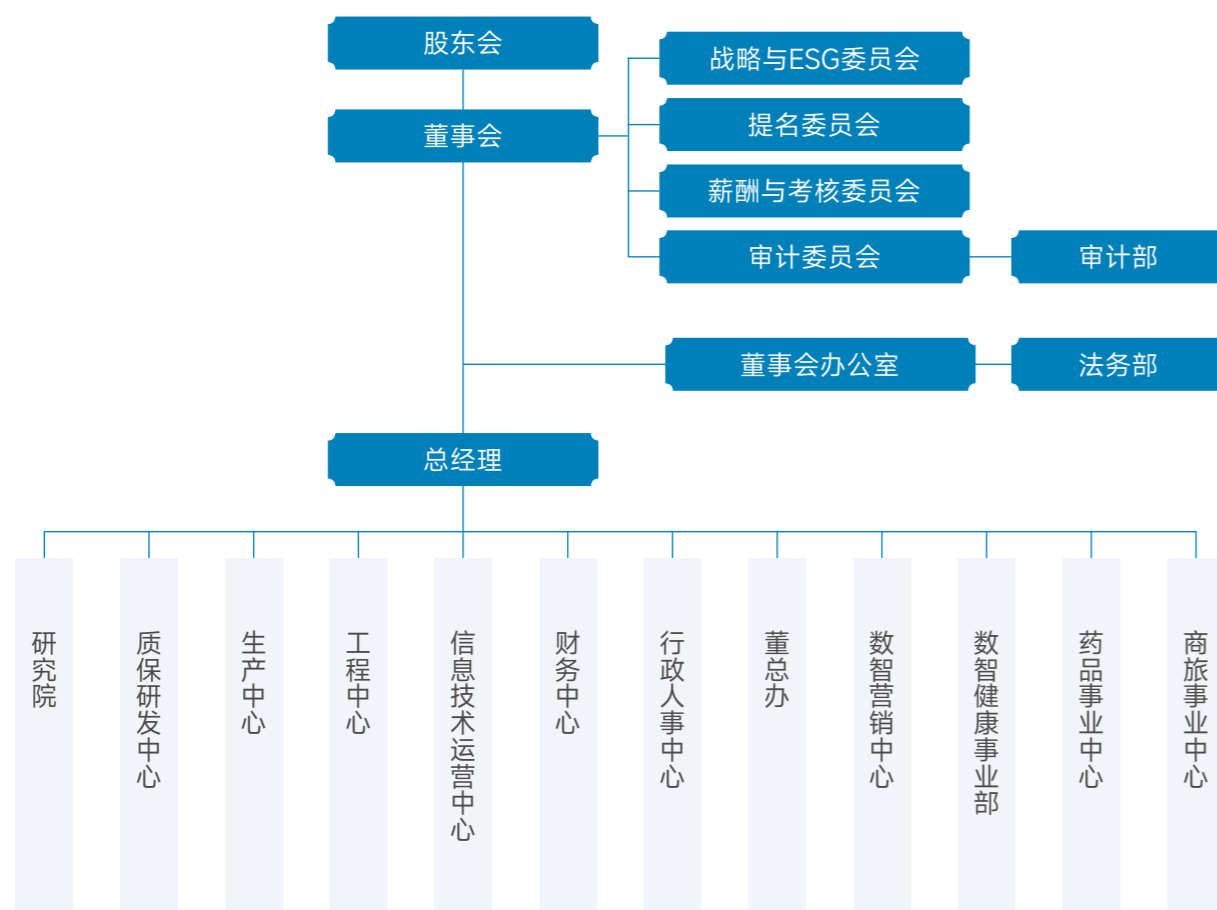 股东会
董事会
战略与ESG委员会
提名委员会
薪酬与考核委员会
审计委员会
审计部
董事会办公室
法务部
总经理
研究院
质保研发中心
生产中心
工程中心
信息技术运营中心
财务中心
行政人事中心
董总办
数智营销中心
数智健康事业部
药品事业中心
商旅事业中心